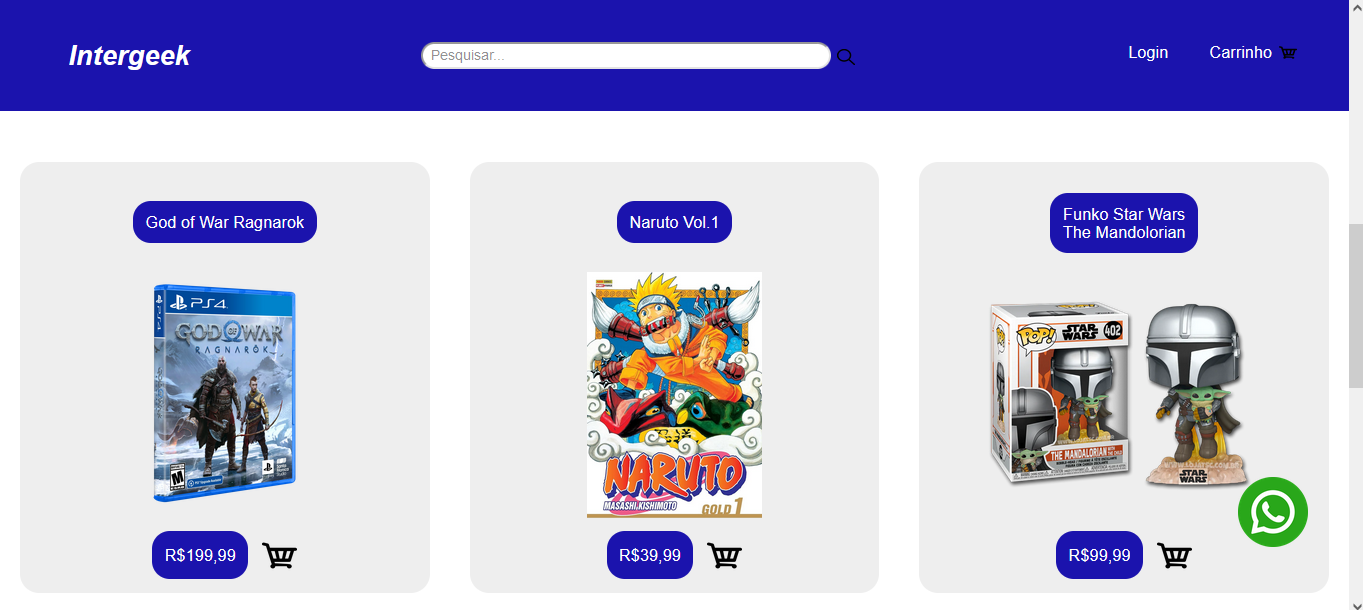 Intergeek
Pesquisar...
Login
Carrinho
God of War Ragnarok
PS4
PS4
GOD OF WAR
RAGNARÖK
M
R$199,99
Naruto Vol.1
NARUTO
MASASHI KISHIMOTO
GOLD 1
R$39,99
Funko Star Wars
The Mandolorian
POP!
STAR WARS
402
THE MANDALORIAN
STAR WARS
R$99,99